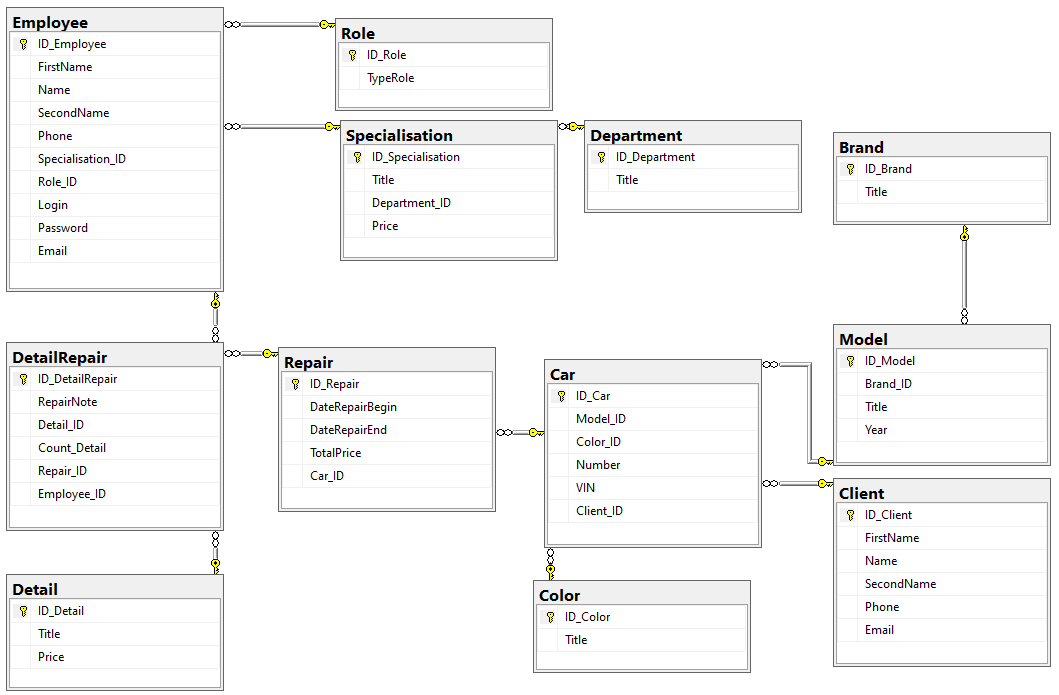 Employee
ID_Employee
FirstName
Name
SecondName
Phone
Specialisation_ID
Role_ID
Login
Password
Email
Role
ID_Role
TypeRole
Specialisation
ID_Specialisation
Title
Department_ID
Price
Department
ID_Department
Title
Brand
ID_Brand
Title
Model
ID_Model
Brand_ID
Title
Year
DetailRepair
ID_DetailRepair
RepairNote
Detail_ID
Count_Detail
Repair_ID
Employee_ID
Repair
ID_Repair
DateRepairBegin
DateRepairEnd
TotalPrice
Car_ID
Car
ID_Car
Model_ID
Color_ID
Number
VIN
Client_ID
Client
ID_Client
FirstName
Name
SecondName
Phone
Email
Detail
ID_Detail
Title
Price
Color
ID_Color
Title